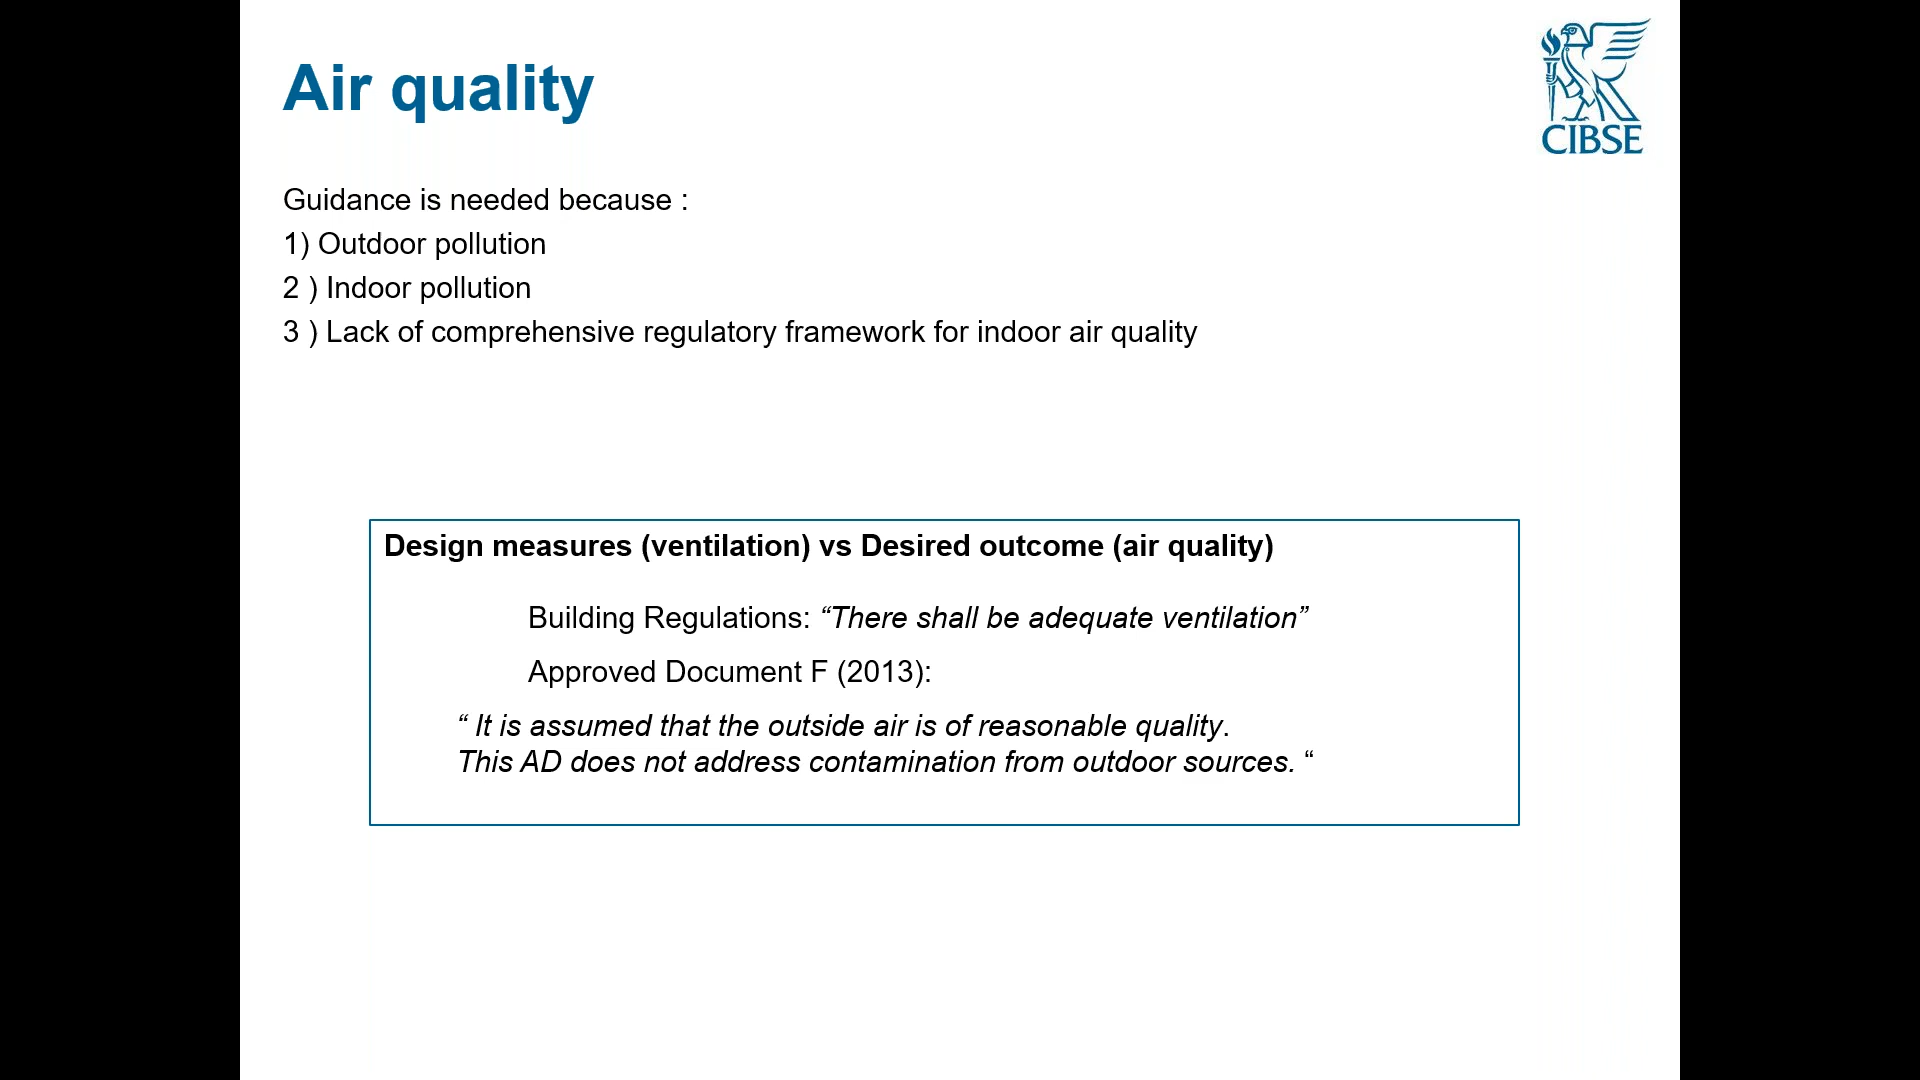 Air quality
CIBSE
Guidance is needed because :
1) Outdoor pollution
2 ) Indoor pollution
3 ) Lack of comprehensive regulatory framework for indoor air quality
Design measures (ventilation) vs Desired outcome (air quality)
Building Regulations: “There shall be adequate ventilation”
Approved Document F (2013):
“ It is assumed that the outside air is of reasonable quality.
This AD does not address contamination from outdoor sources. “